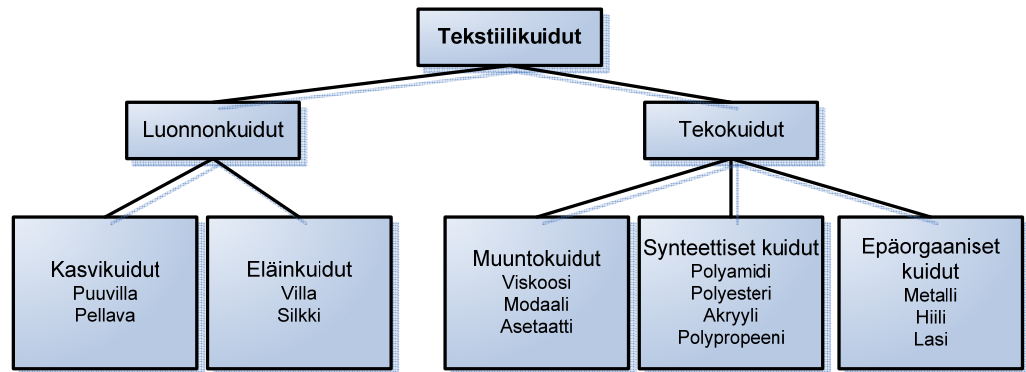 Tekstiilikuidut
Luonnonkuidut
Tekokuidut
Kasvikuidut
Puuvilla
Pellava
Eläinkuidut
Villa
Silkki
Muuntokuidut
Viskoosi
Modaali
Asetaatti
Synteettiset kuidut
Polyamidi
Polyesteri
Akryyli
Polypropeeni
Epäorgaaniset
kuidut
Metalli
Hiili
Lasi